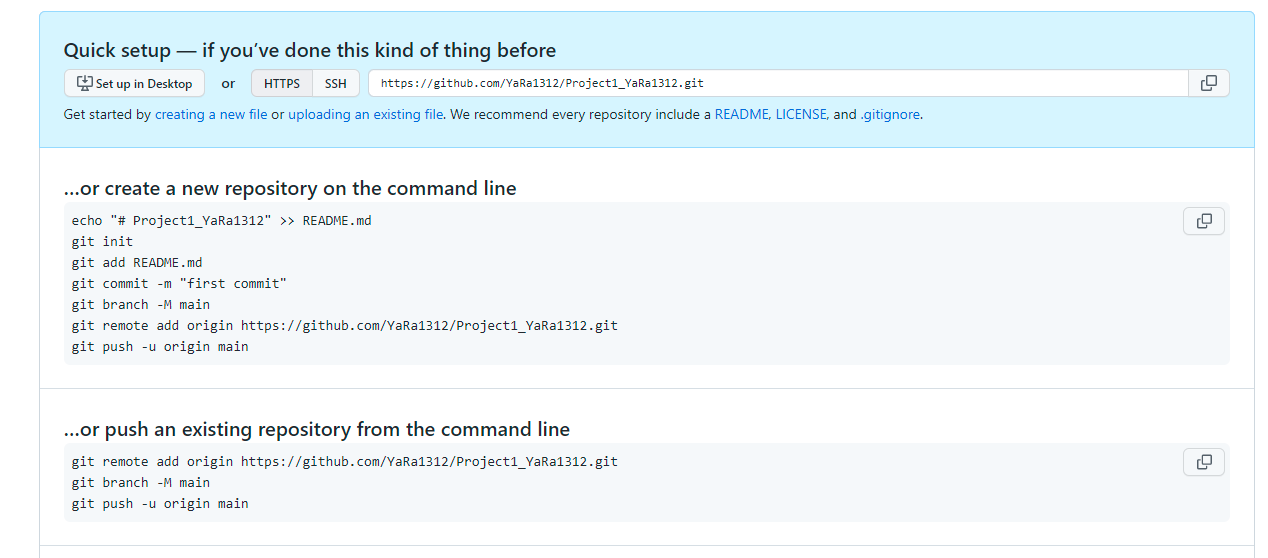 Quick setup — if you’ve done this kind of thing before
Set up in Desktop or HTTPS SSH https://github.com/YaRa1312/Project1_YaRa1312.git
Get started by creating a new file or uploading an existing file. We recommend every repository include a README, LICENSE, and .gitignore.
…or create a new repository on the command line
echo "# Project1_YaRa1312" >> README.md
git init
git add README.md
git commit -m "first commit"
git branch -M main
git remote add origin https://github.com/YaRa1312/Project1_YaRa1312.git
git push -u origin main
…or push an existing repository from the command line
git remote add origin https://github.com/YaRa1312/Project1_YaRa1312.git
git branch -M main
git push -u origin main